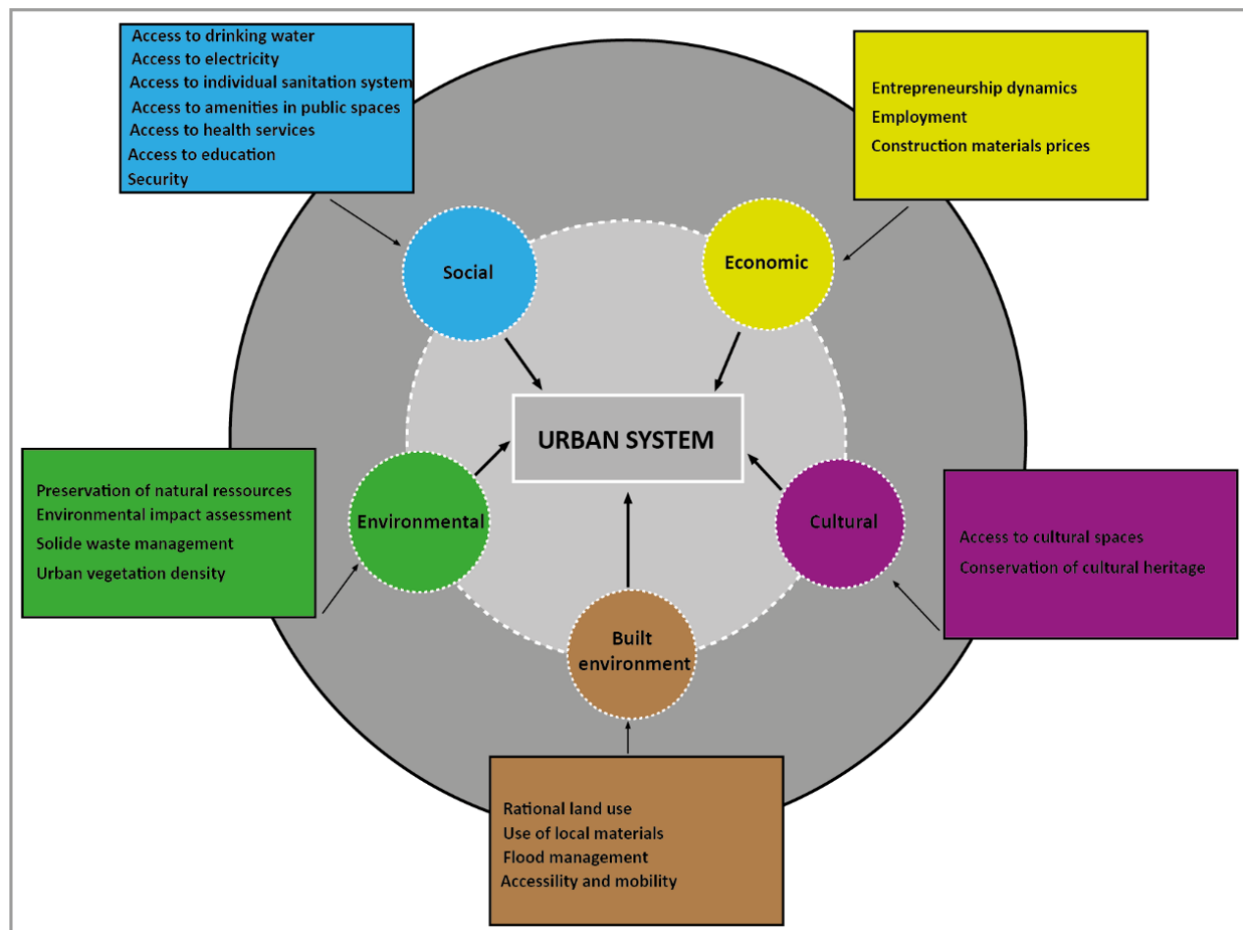 Access to drinking water
Access to electricity
Access to individual sanitation system
Access to amenities in public spaces
Access to health services
Access to education
Security
Entrepreneurship dynamics
Employment
Construction materials prices
Social
Economic
URBAN SYSTEM
Preservation of natural ressources
Environmental impact assessment
Solide waste management
Urban vegetation density
Environmental
Cultural
Access to cultural spaces
Conservation of cultural heritage
Built
environment
Rational land use
Use of local materials
Flood management
Accessility and mobility